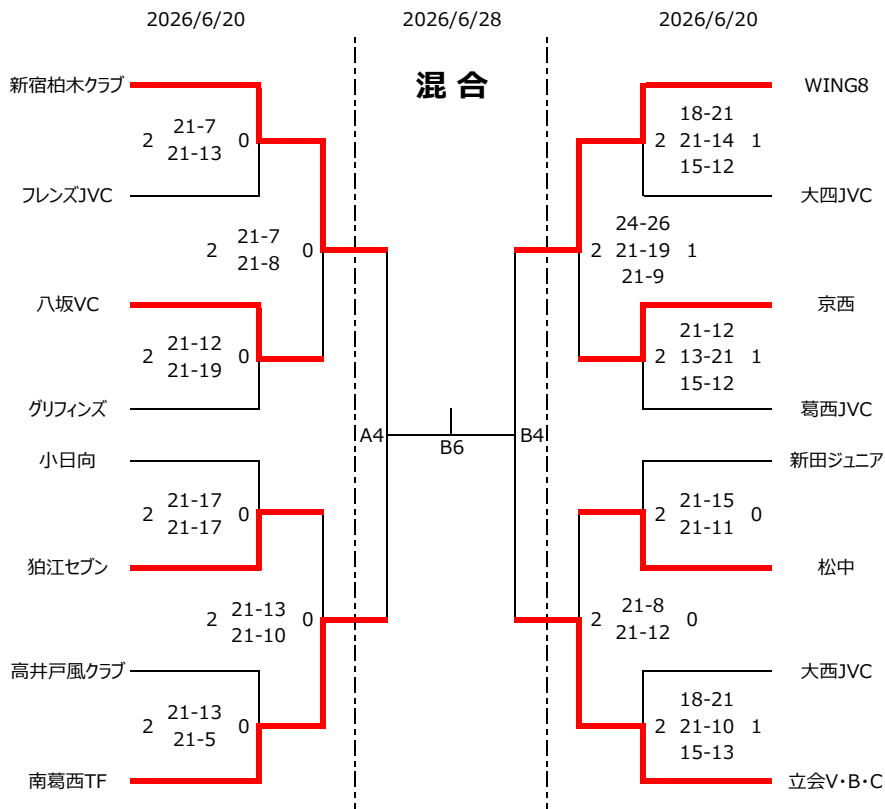 2026/6/20
2026/6/28
2026/6/20
混合
新宿柏木クラブ
2 21-7 0
21-13
フレンズJVC
2 21-7 0
21-8
八坂VC
2 21-12 0
21-19
グリフィンズ
小日向
2 21-17 0
21-17
狛江セブン
2 21-13 0
21-10
高井戸風クラブ
2 21-13 0
21-5
南葛西TF
A4
B6
B4
WING8
18-21
2 21-14 1
15-12
大四JVC
24-26
2 21-19 1
21-9
京西
21-12
2 13-21 1
15-12
葛西JVC
新田ジュニア
2 21-15 0
21-11
松中
2 21-8 0
21-12
大西JVC
18-21
2 21-10 1
15-13
立会V・B・C